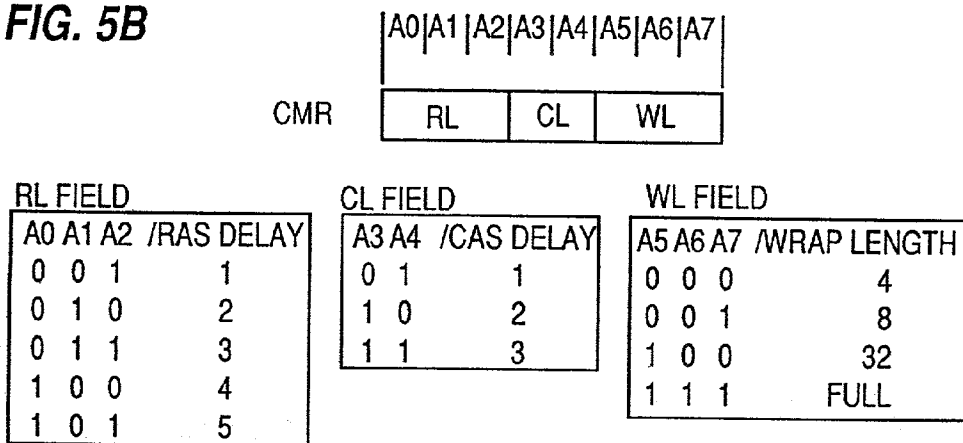 FIG. 5B
A0|A1|A2|A3|A4|A5|A6|A7
CMR RL CL WL
RL FIELD
A0 A1 A2 /RAS DELAY
0 0 1 1
0 1 0 2
0 1 1 3
1 0 0 4
1 0 1 5
CL FIELD
A3 A4 /CAS DELAY
0 1 1
1 0 2
1 1 3
WL FIELD
A5 A6 A7 /WRAP LENGTH
0 0 0 4
0 0 1 8
1 0 0 32
1 1 1 FULL